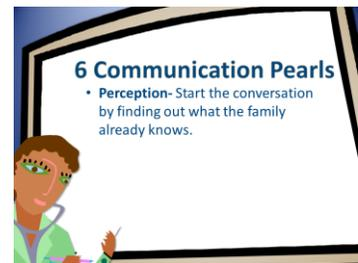 6 Communication Pearls
• Perception- Start the conversation
by finding out what the family
already knows.